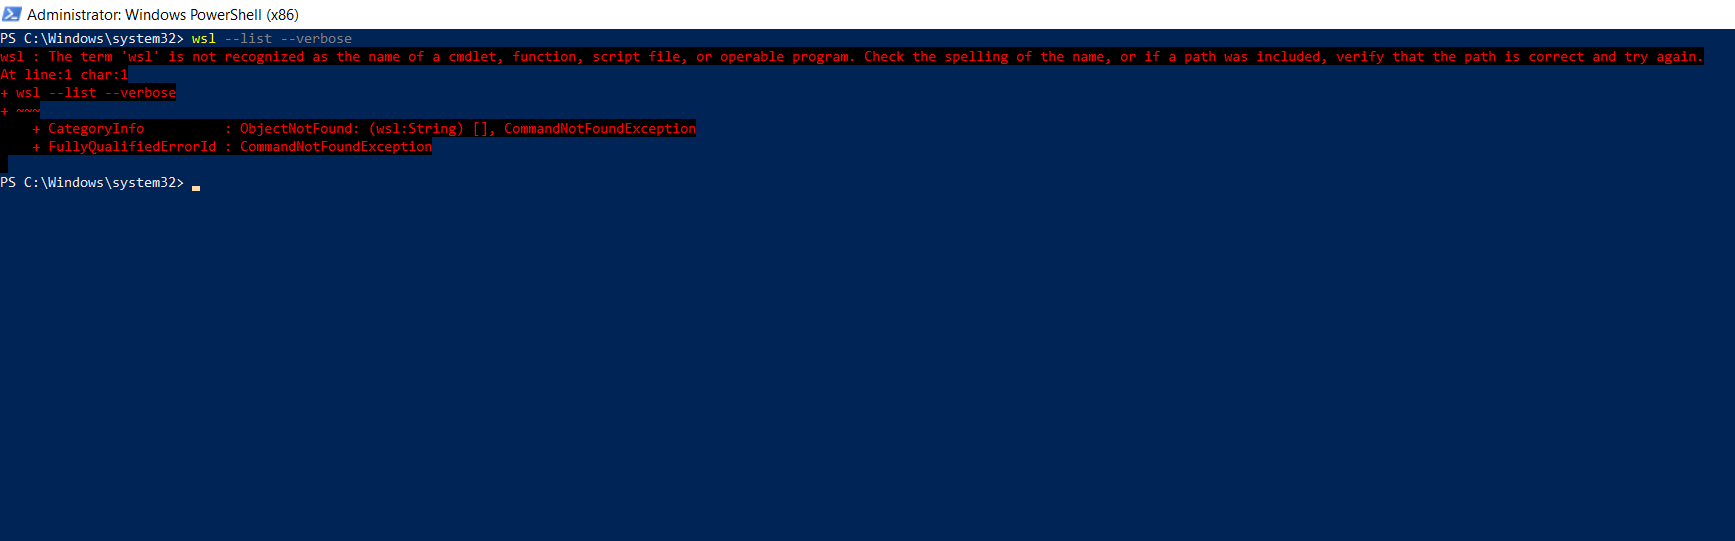 Administrator: Windows PowerShell (x86)
PS C:\Windows\system32> wsl --list --verbose
wsl : The term 'wsl' is not recognized as the name of a cmdlet, function, script file, or operable program. Check the spelling of the name, or if a path was included, verify that the path is correct and try again.
At line:1 char:1
+ wsl --list --verbose
+ ~~~
    + CategoryInfo          : ObjectNotFound: (wsl:String) [], CommandNotFoundException
    + FullyQualifiedErrorId : CommandNotFoundException
PS C:\Windows\system32>